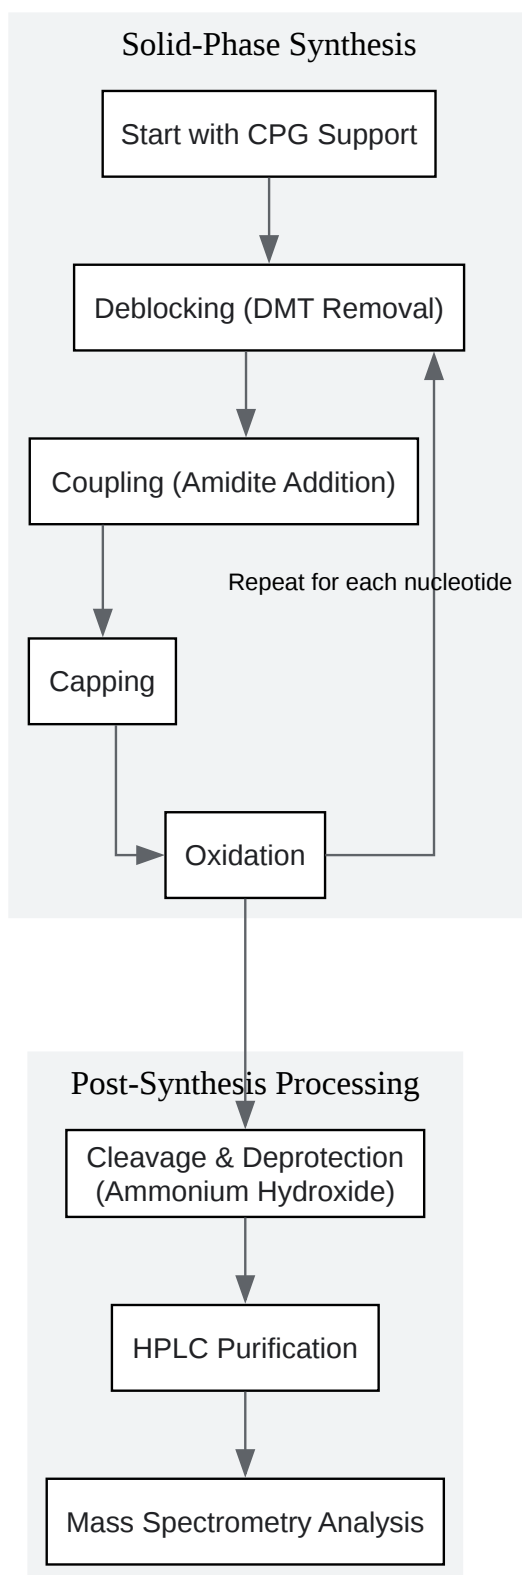 Solid-Phase Synthesis
Start with CPG Support
Deblocking (DMT Removal)
Coupling (Amidite Addition)
Repeat for each nucleotide
Capping
Oxidation
Post-Synthesis Processing
Cleavage & Deprotection
(Ammonium Hydroxide)
HPLC Purification
Mass Spectrometry Analysis